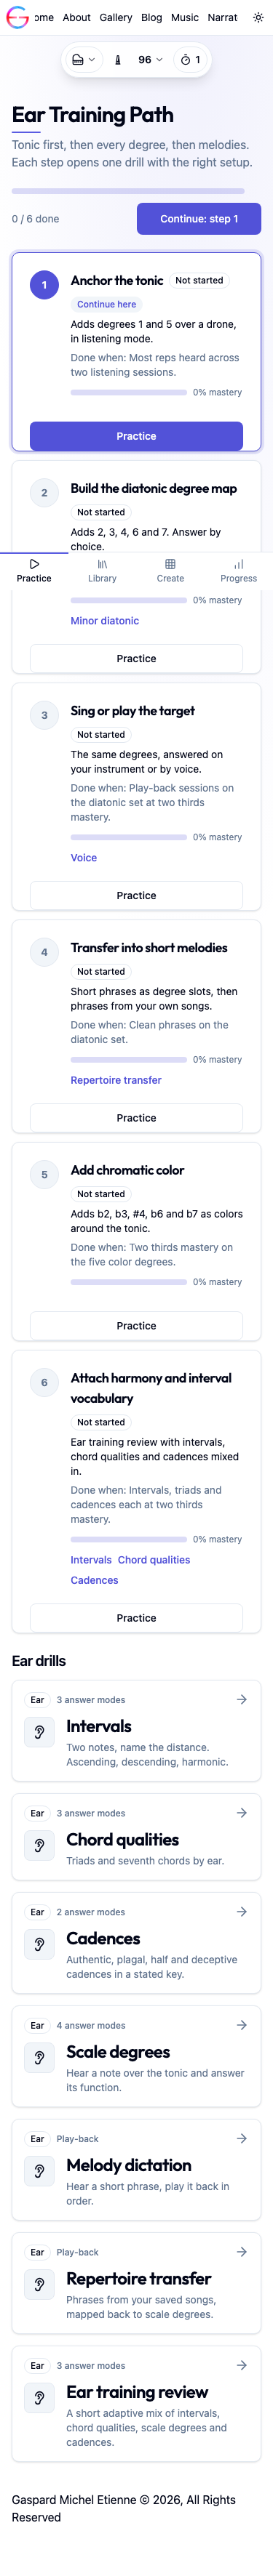 ome About Gallery Blog Music Narrat
96 1
Ear Training Path
Tonic first, then every degree, then melodies.
Each step opens one drill with the right setup.
0 / 6 done
Continue: step 1
1
Anchor the tonic Not started
Continue here
Adds degrees 1 and 5 over a drone,
in listening mode.
Done when: Most reps heard across
two listening sessions.
0% mastery
Practice
2
Build the diatonic degree map
Not started
Adds 2, 3, 4, 6 and 7. Answer by
choice.
Practice Library Create Progress
0% mastery
Minor diatonic
Practice
3
Sing or play the target
Not started
The same degrees, answered on
your instrument or by voice.
Done when: Play-back sessions on
the diatonic set at two thirds
mastery.
0% mastery
Voice
Practice
4
Transfer into short melodies
Not started
Short phrases as degree slots, then
phrases from your own songs.
Done when: Clean phrases on the
diatonic set.
0% mastery
Repertoire transfer
Practice
5
Add chromatic color
Not started
Adds b2, b3, #4, b6 and b7 as colors
around the tonic.
Done when: Two thirds mastery on
the five color degrees.
0% mastery
Practice
6
Attach harmony and interval
vocabulary
Not started
Ear training review with intervals,
chord qualities and cadences mixed
in.
Done when: Intervals, triads and
cadences each at two thirds
mastery.
0% mastery
Intervals Chord qualities
Cadences
Practice
Ear drills
Ear 3 answer modes
Intervals
Two notes, name the distance.
Ascending, descending, harmonic.
Ear 3 answer modes
Chord qualities
Triads and seventh chords by ear.
Ear 2 answer modes
Cadences
Authentic, plagal, half and deceptive
cadences in a stated key.
Ear 4 answer modes
Scale degrees
Hear a note over the tonic and answer
its function.
Ear Play-back
Melody dictation
Hear a short phrase, play it back in
order.
Ear Play-back
Repertoire transfer
Phrases from your saved songs,
mapped back to scale degrees.
Ear 3 answer modes
Ear training review
A short adaptive mix of intervals,
chord qualities, scale degrees and
cadences.
Gaspard Michel Etienne © 2026, All Rights
Reserved